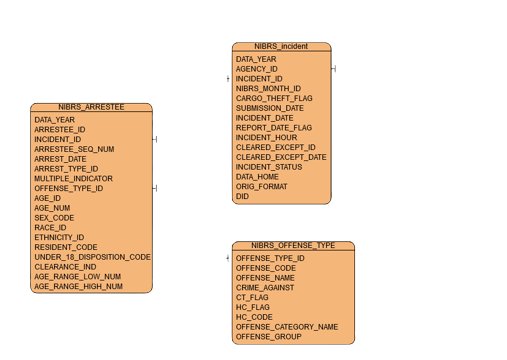 NIBRS_incident
DATA_YEAR
AGENCY_ID
INCIDENT_ID
NIBRS_MONTH_ID
CARGO_THEFT_FLAG
SUBMISSION_DATE
INCIDENT_DATE
REPORT_DATE_FLAG
INCIDENT_HOUR
CLEARED_EXCEPT_ID
CLEARED_EXCEPT_DATE
INCIDENT_STATUS
DATA_HOME
ORIG_FORMAT
DID
NIBRS_ARRESTEE
DATA_YEAR
ARRESTEE_ID
INCIDENT_ID
ARRESTEE_SEQ_NUM
ARREST_DATE
ARREST_TYPE_ID
MULTIPLE_INDICATOR
OFFENSE_TYPE_ID
AGE_ID
AGE_NUM
SEX_CODE
RACE_ID
ETHNICITY_ID
RESIDENT_CODE
UNDER_18_DISPOSITION_CODE
CLEARANCE_IND
AGE_RANGE_LOW_NUM
AGE_RANGE_HIGH_NUM
NIBRS_OFFENSE_TYPE
OFFENSE_TYPE_ID
OFFENSE_CODE
OFFENSE_NAME
CRIME_AGAINST
CT_FLAG
HC_FLAG
HC_CODE
OFFENSE_CATEGORY_NAME
OFFENSE_GROUP